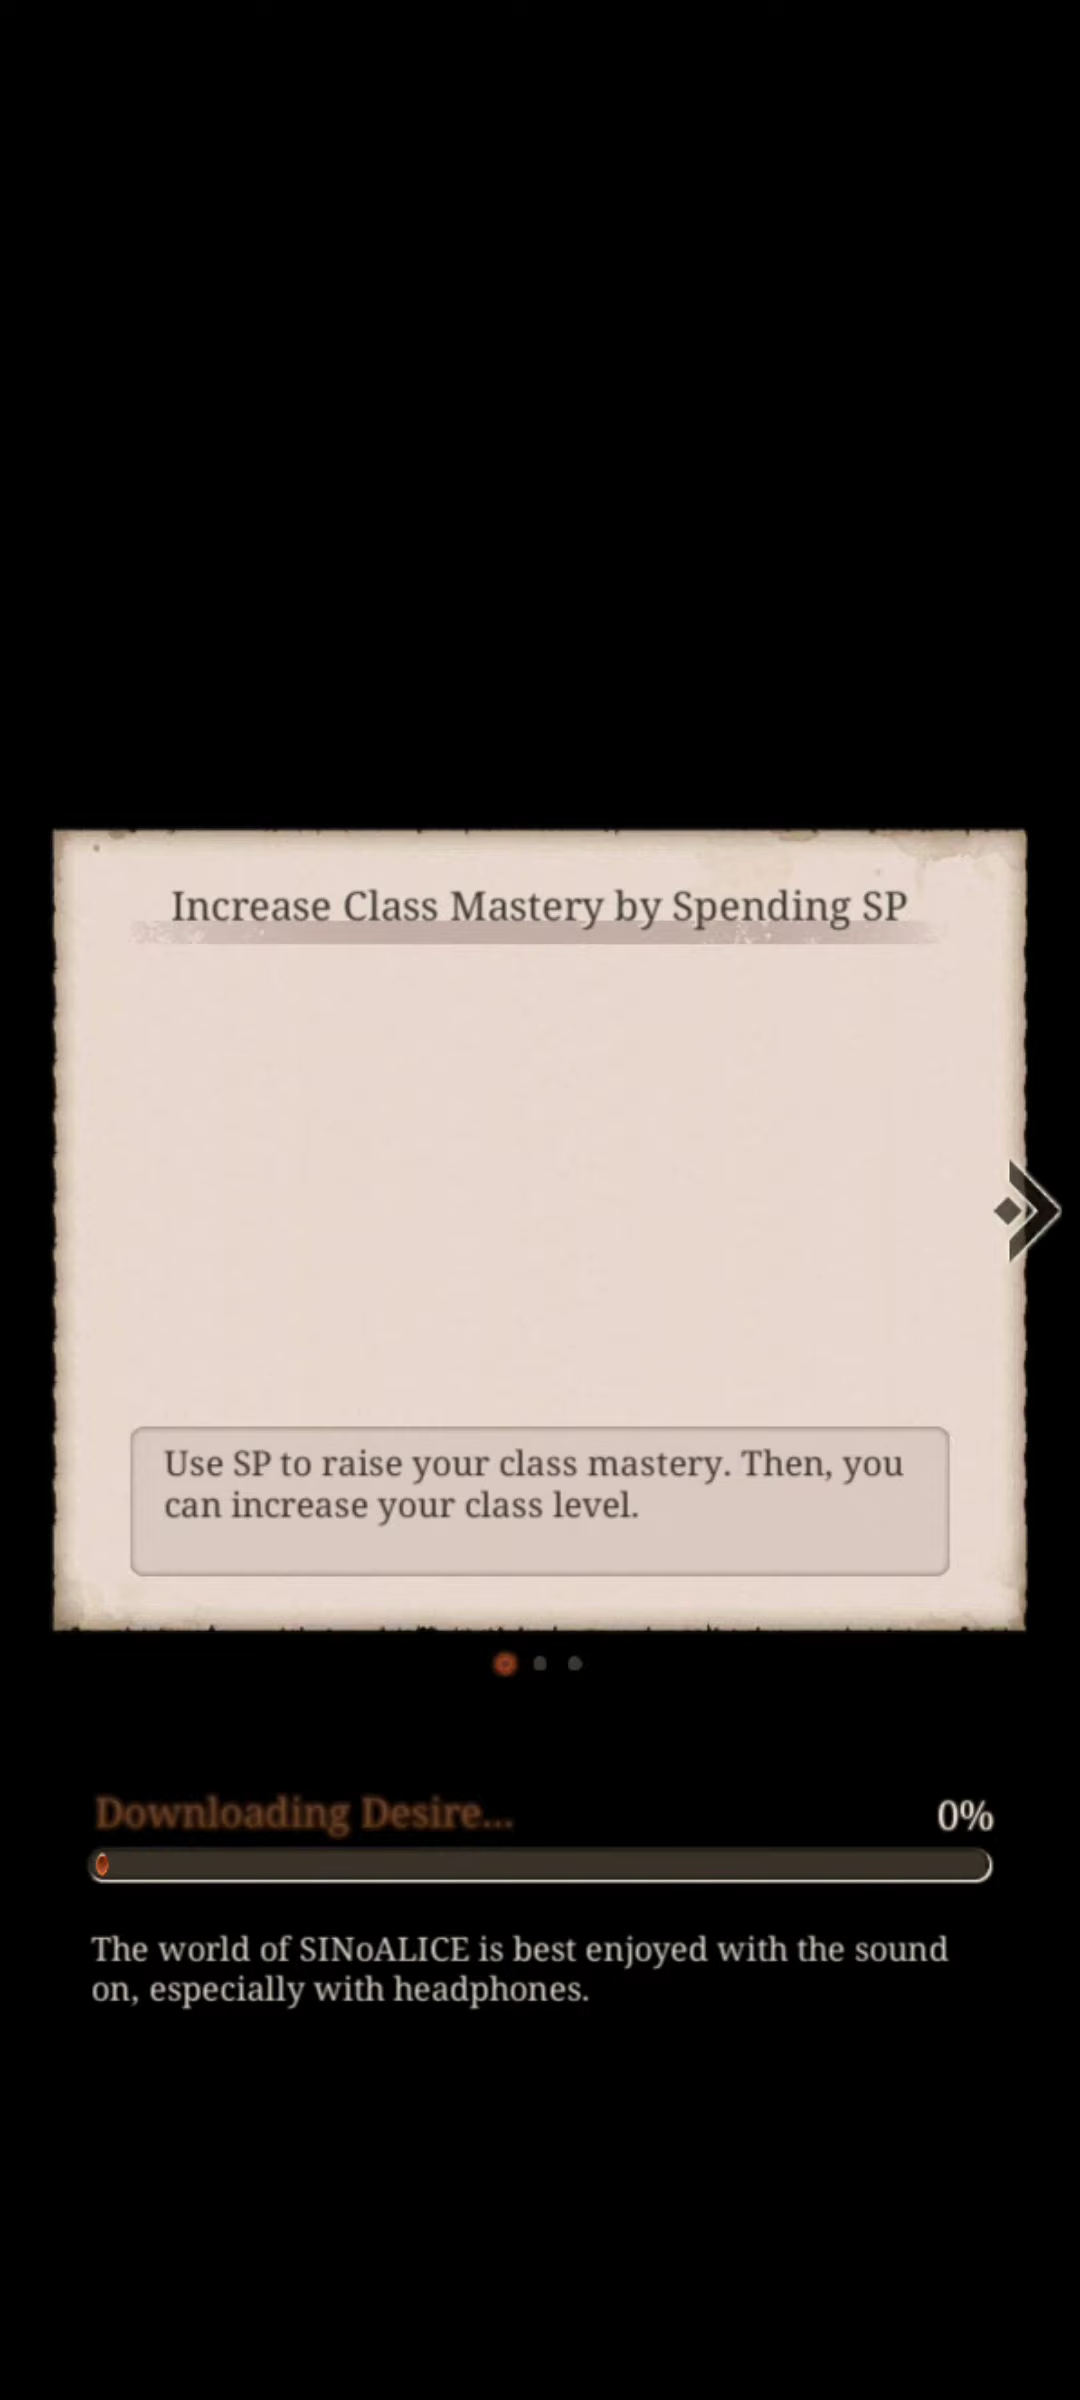 Increase Class Mastery by Spending SP
Use SP to raise your class mastery. Then, you
can increase your class level.
Downloading Desire...
0%
The world of SINoALICE is best enjoyed with the sound
on, especially with headphones.